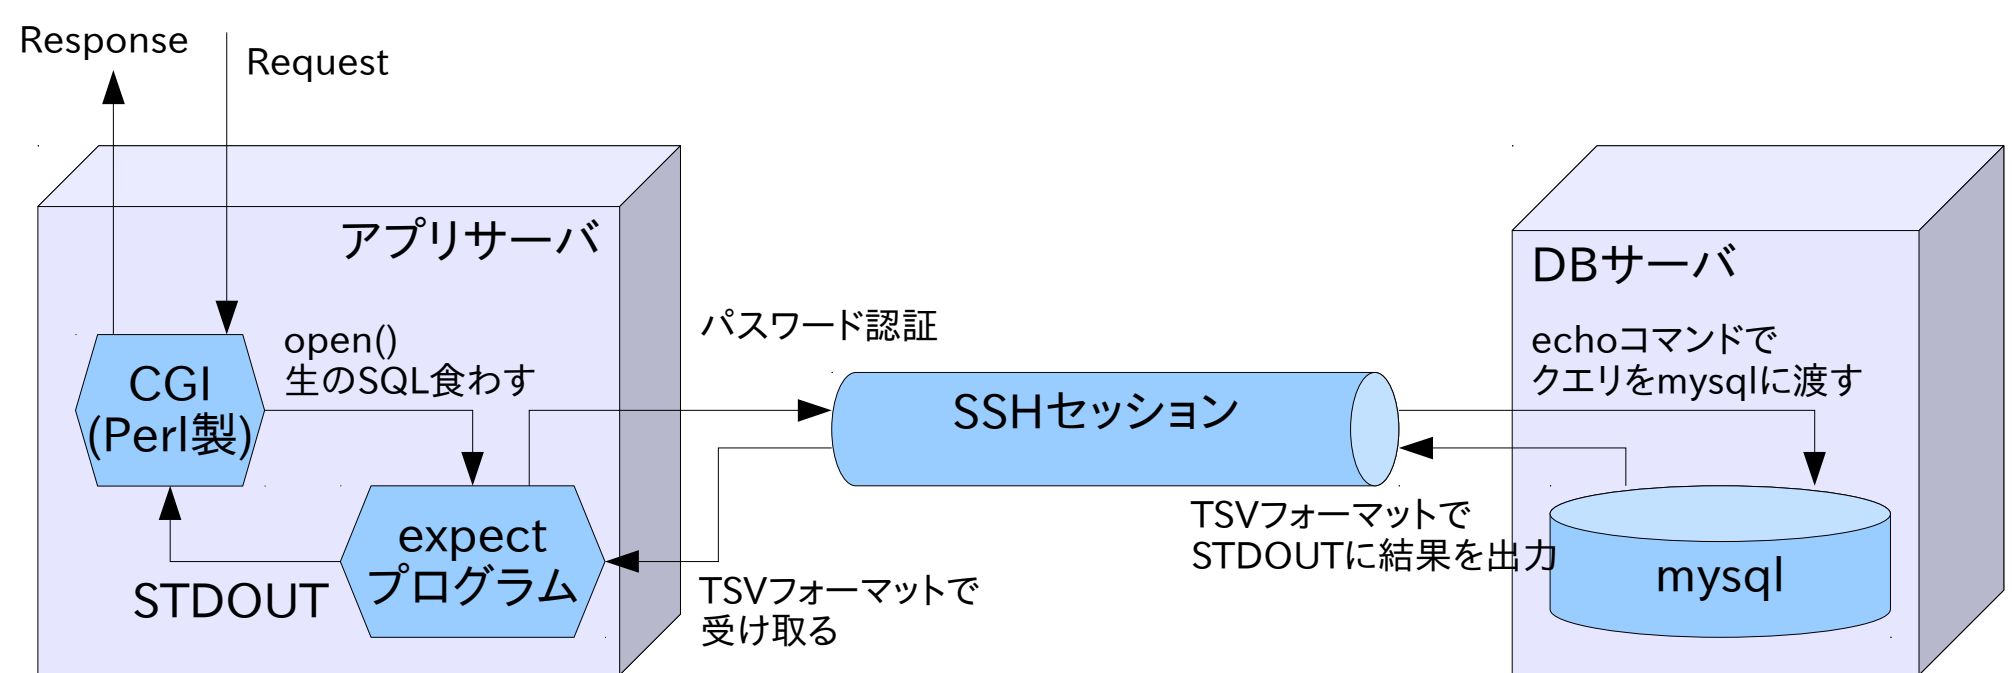 Response
Request
アプリサーバ
DBサーバ
open()
生のSQL食わす
パスワード認証
echoコマンドで
クエリをmysqlに渡す
CGI
(Perl製)
SSHセッション
TSVフォーマットで
STDOUTに結果を出力
expect
プログラム
mysql
STDOUT
TSVフォーマットで
受け取る